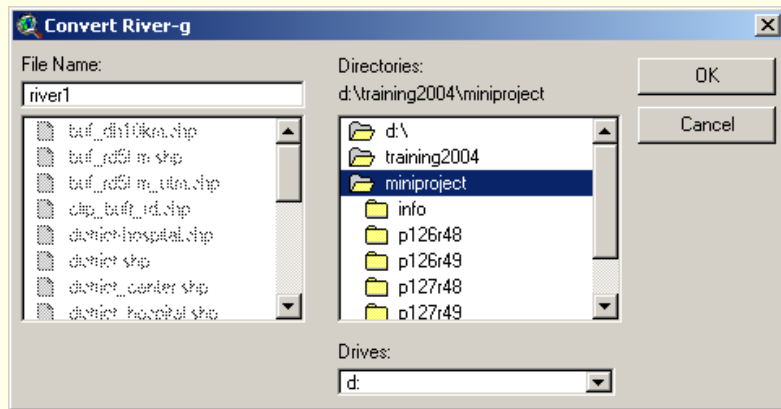 Convert River-g
File Name:
river1
buf_dh10km.shp
buf_rd5km.shp
buf_rd5km_utm.shp
clip_buff_rd.shp
district-hospital.shp
district.shp
district_center.shp
district_hospital.shp
Directories:
d:\training2004\miniproject
d:\
training2004
miniproject
info
p126r48
p126r49
p127r48
p127r49
Drives:
d:
OK
Cancel